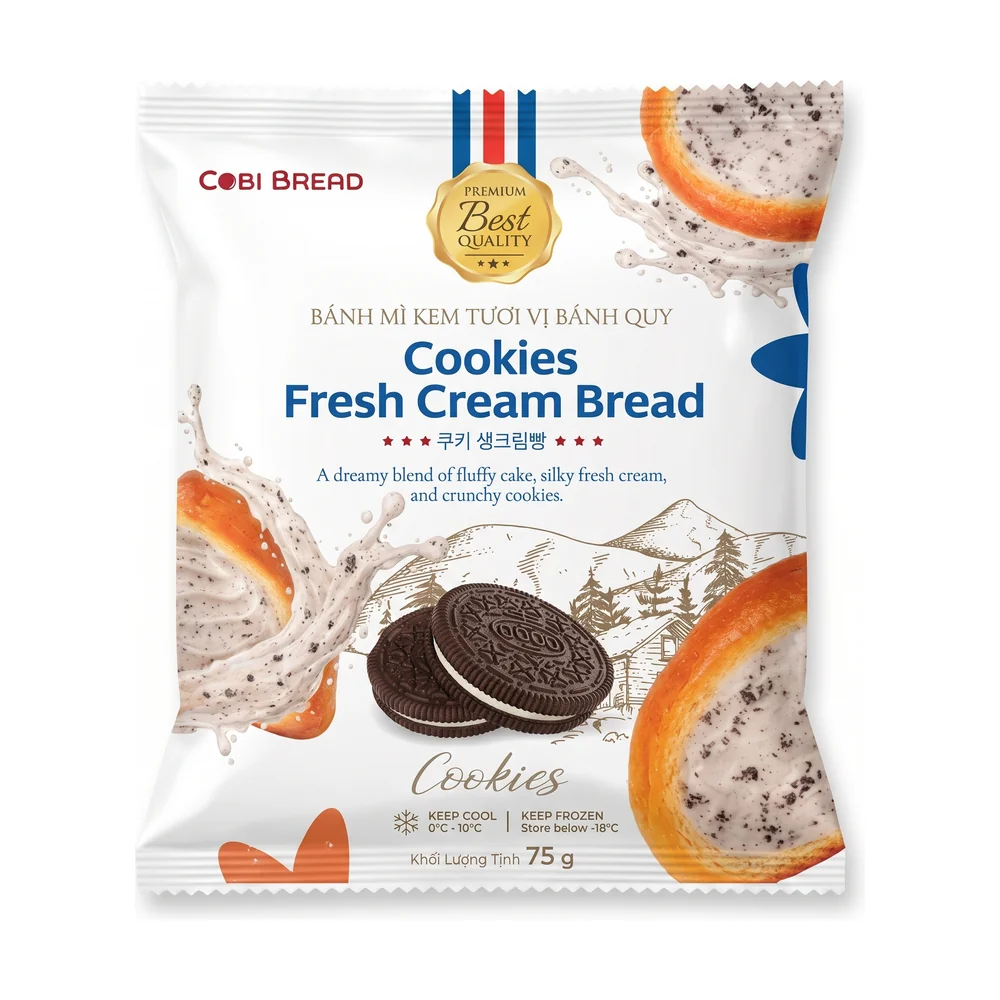 COBI BREAD
PREMIUM
Best
QUALITY
BÁNH MÌ KEM TƯƠI VỊ BÁNH QUY
Cookies
Fresh Cream Bread
쿠키 생크림빵
A dreamy blend of fluffy cake, silky fresh cream,
and crunchy cookies.
Cookies
KEEP COOL
0°C - 10°C
KEEP FROZEN
Store below -18°C
Khối Lượng Tịnh 75 g